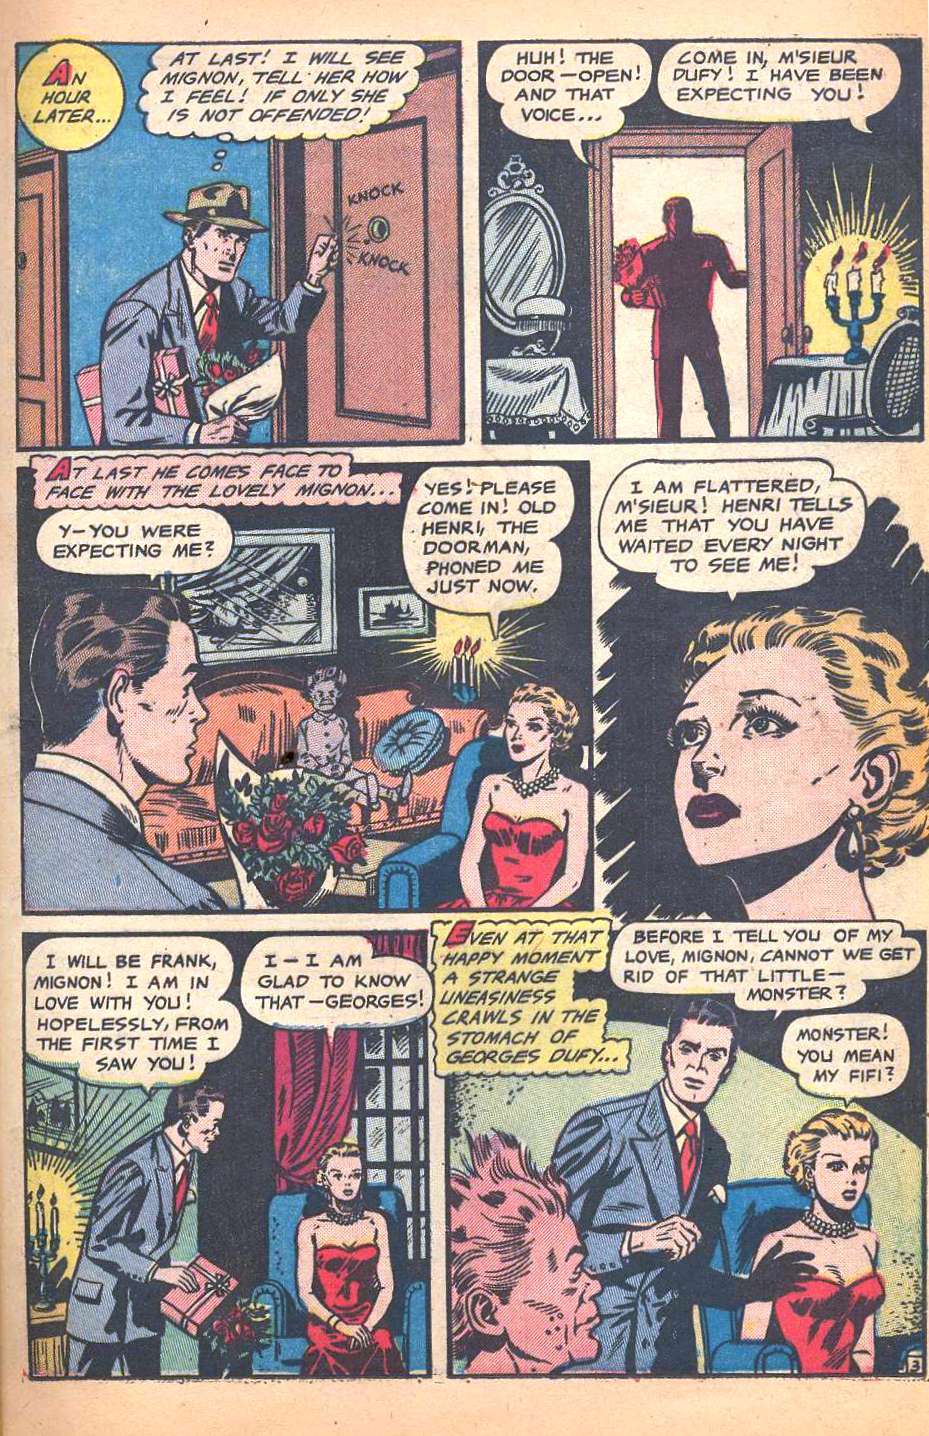 AN
HOUR
LATER...
AT LAST! I WILL SEE
MIGNON, TELL HER HOW
I FEEL! IF ONLY SHE
IS NOT OFFENDED!
KNOCK
KNOCK
HUH! THE
DOOR—OPEN!
AND THAT
VOICE...
COME IN, M'SIEUR
DUFY! I HAVE BEEN
EXPECTING YOU!
AT LAST HE COMES FACE TO
FACE WITH THE LOVELY MIGNON...
Y-YOU WERE
EXPECTING ME?
YES! PLEASE
COME IN! OLD
HENRI, THE
DOORMAN,
PHONED ME
JUST NOW.
I AM FLATTERED,
M'SIEUR! HENRI TELLS
ME THAT YOU HAVE
WAITED EVERY NIGHT
TO SEE ME!
I WILL BE FRANK,
MIGNON! I AM IN
LOVE WITH YOU!
HOPELESSLY, FROM
THE FIRST TIME I
SAW YOU!
I-I AM
GLAD TO KNOW
THAT—GEORGES!
EVEN AT THAT
HAPPY MOMENT
A STRANGE
UNEASINESS
CRAWLS IN THE
STOMACH OF
GEORGES DUFY...
BEFORE I TELL YOU OF MY
LOVE, MIGNON, CANNOT WE GET
RID OF THAT LITTLE—
MONSTER?
MONSTER!
YOU MEAN
MY FIFI?
3